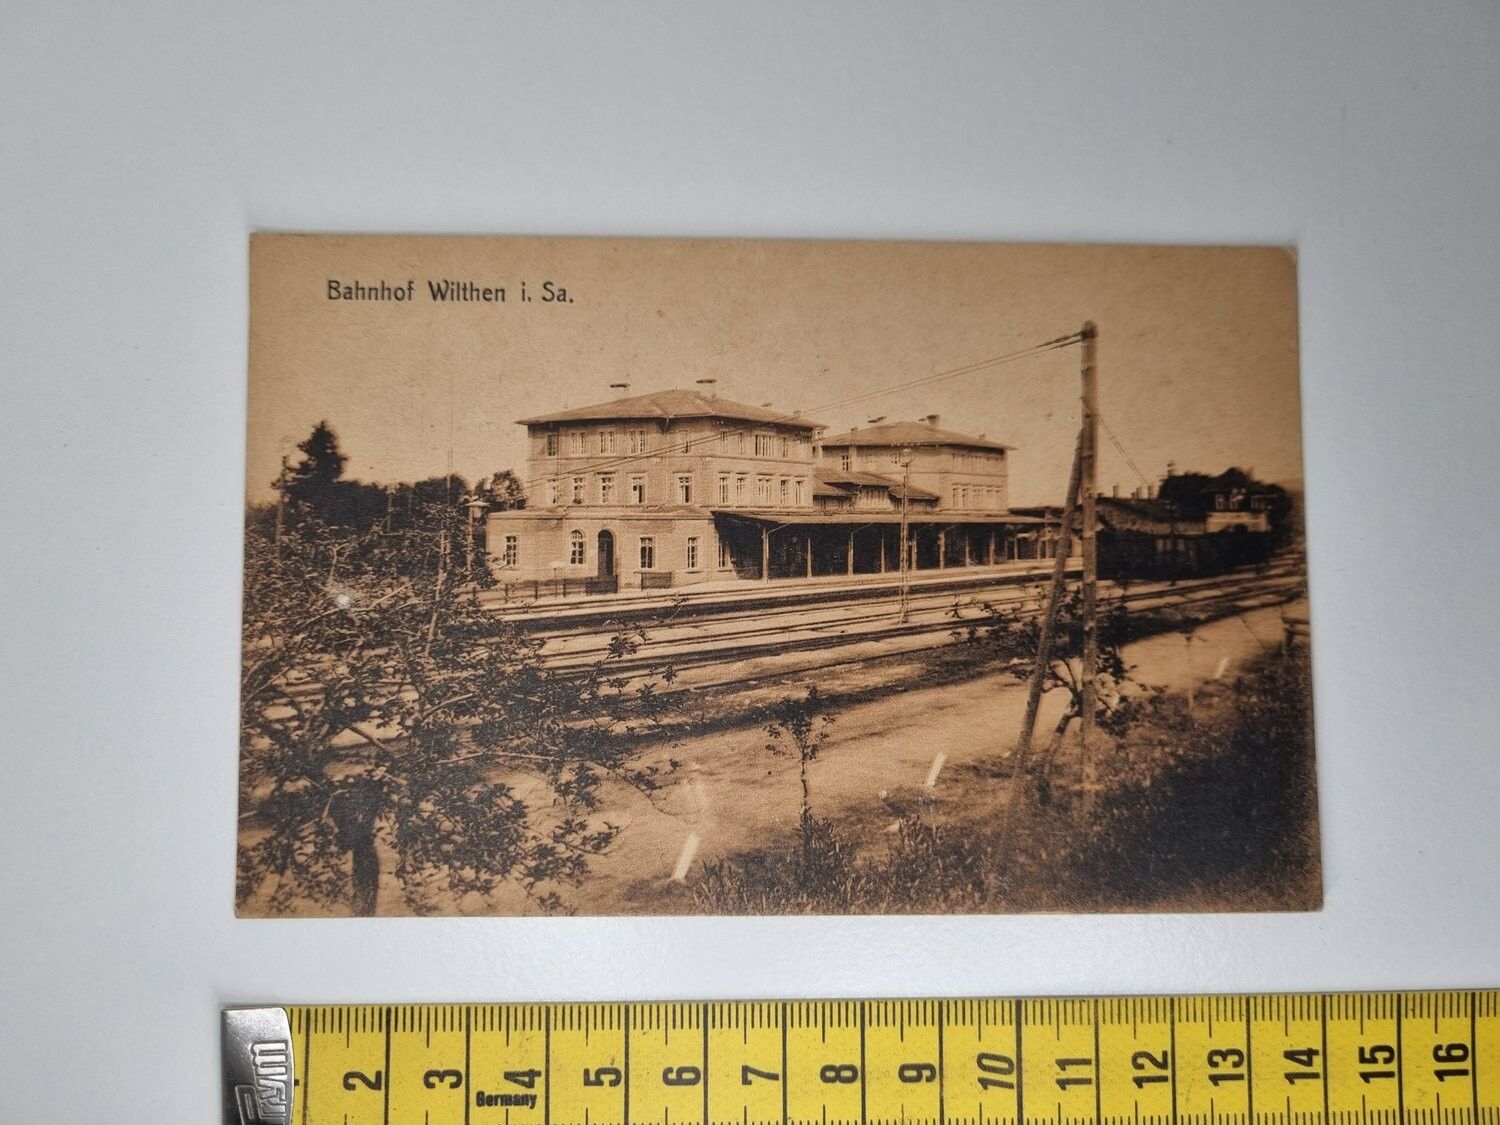 Bahnhof Wilthen i. Sa.
prym
2 3 4 5 6 7 8 9 10 11 12 13 14 15 16
Germany